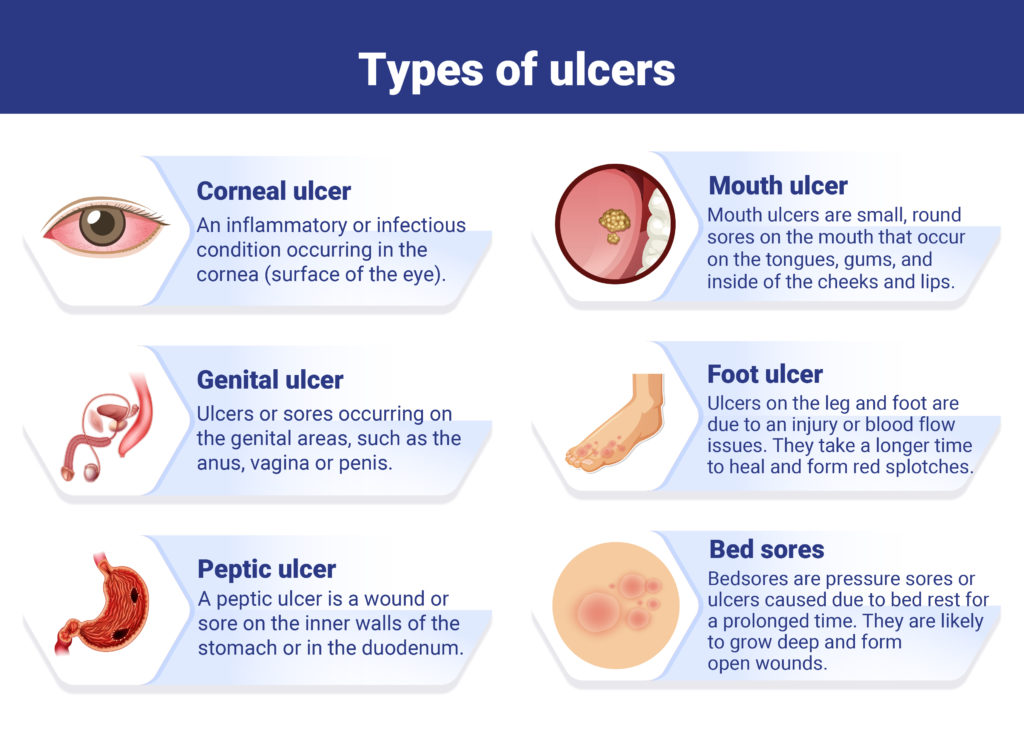 Types of ulcers
Corneal ulcer
An inflammatory or infectious
condition occurring in the
cornea (surface of the eye).
Mouth ulcer
Mouth ulcers are small, round
sores on the mouth that occur
on the tongues, gums, and
inside of the cheeks and lips.
Genital ulcer
Ulcers or sores occurring on
the genital areas, such as the
anus, vagina or penis.
Foot ulcer
Ulcers on the leg and foot are
due to an injury or blood flow
issues. They take a longer time
to heal and form red splotches.
Peptic ulcer
A peptic ulcer is a wound or
sore on the inner walls of the
stomach or in the duodenum.
Bed sores
Bedsores are pressure sores or
ulcers caused due to bed rest for
a prolonged time. They are likely
to grow deep and form
open wounds.